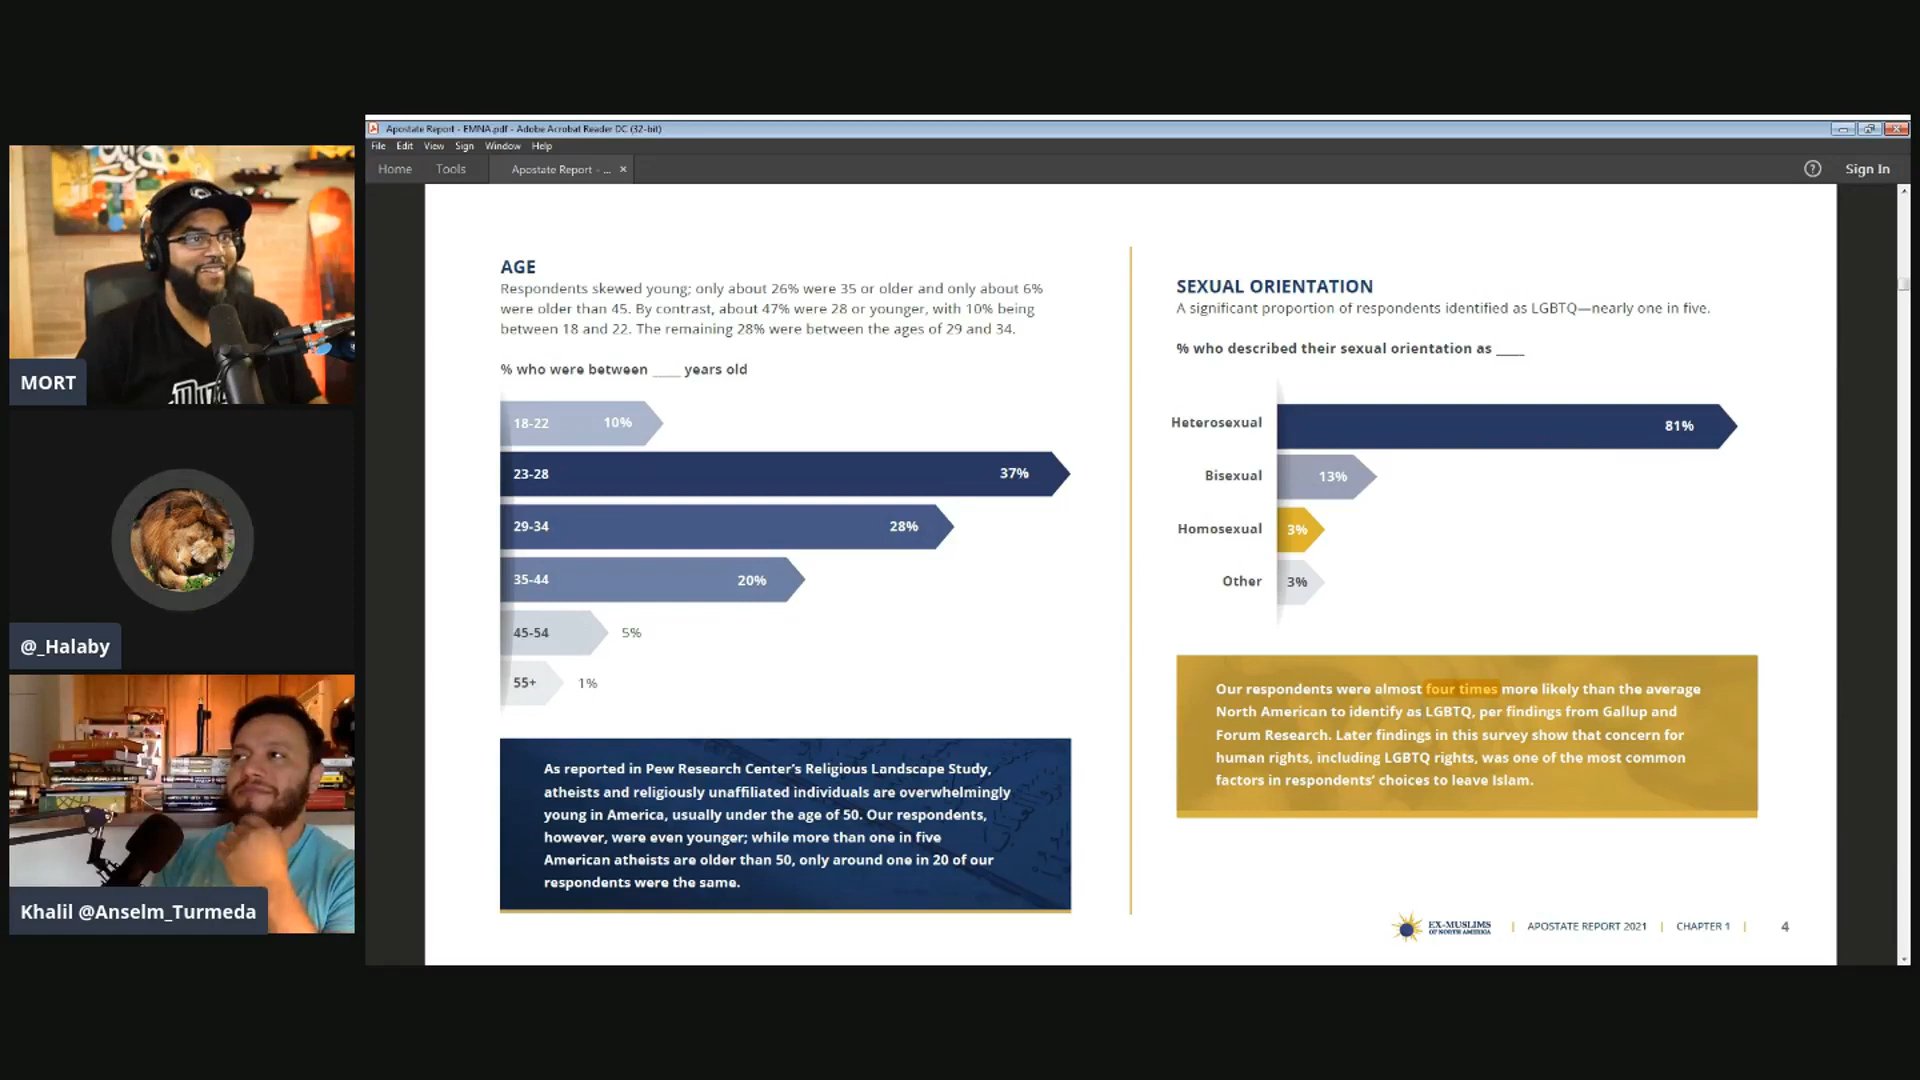 Apostate Report - EMNA.pdf - Adobe Acrobat Reader DC (32-bit)
File Edit View Sign Window Help
Home Tools Apostate Report - ... × ? Sign In
MORT
@_Halaby
Khalil @Anselm_Turmeda
AGE
Respondents skewed young; only about 26% were 35 or older and only about 6%
were older than 45. By contrast, about 47% were 28 or younger, with 10% being
between 18 and 22. The remaining 28% were between the ages of 29 and 34.
% who were between ____ years old
18-22 10%
23-28 37%
29-34 28%
35-44 20%
45-54 5%
55+ 1%
As reported in Pew Research Center's Religious Landscape Study,
atheists and religiously unaffiliated individuals are overwhelmingly
young in America, usually under the age of 50. Our respondents,
however, were even younger; while more than one in five
American atheists are older than 50, only around one in 20 of our
respondents were the same.
SEXUAL ORIENTATION
A significant proportion of respondents identified as LGBTQ—nearly one in five.
% who described their sexual orientation as ____
Heterosexual 81%
Bisexual 13%
Homosexual 3%
Other 3%
Our respondents were almost four times more likely than the average
North American to identify as LGBTQ, per findings from Gallup and
Forum Research. Later findings in this survey show that concern for
human rights, including LGBTQ rights, was one of the most common
factors in respondents' choices to leave Islam.
EX-MUSLIMS
OF NORTH AMERICA
| APOSTATE REPORT 2021 | CHAPTER 1 | 4